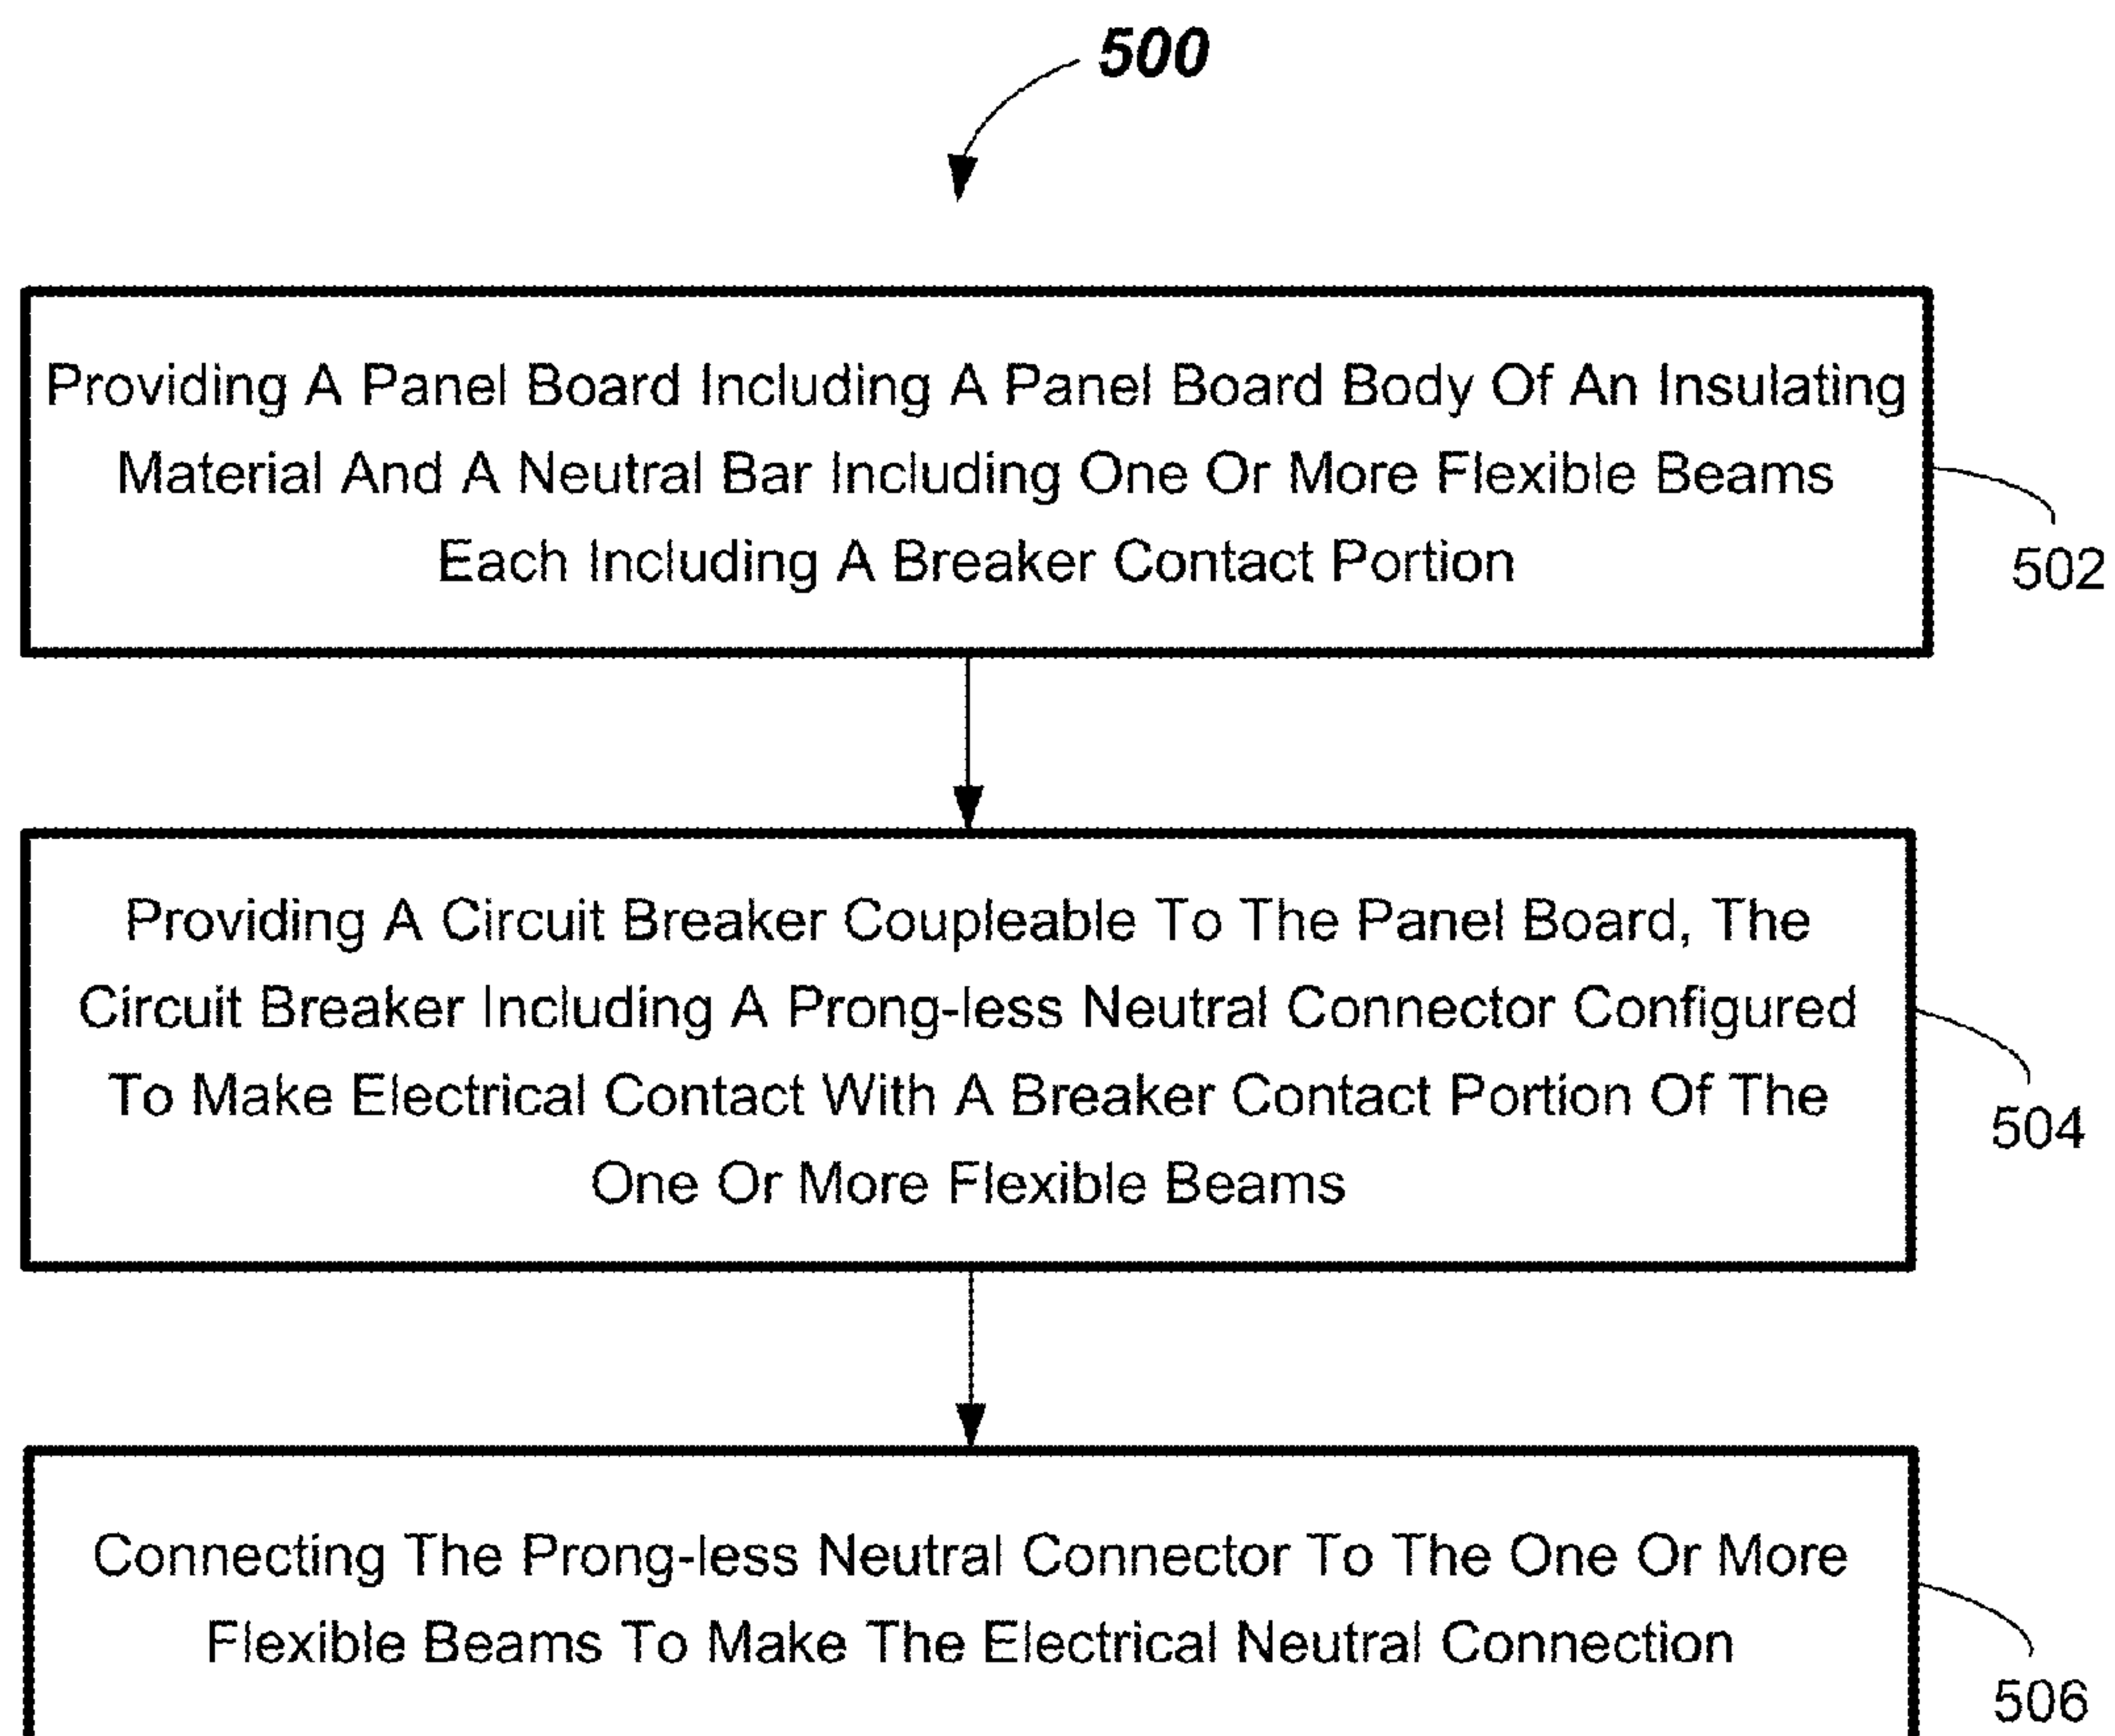 500
Providing A Panel Board Including A Panel Board Body Of An Insulating
Material And A Neutral Bar Including One Or More Flexible Beams
Each Including A Breaker Contact Portion
502
Providing A Circuit Breaker Coupleable To The Panel Board, The
Circuit Breaker Including A Prong-less Neutral Connector Configured
To Make Electrical Contact With A Breaker Contact Portion Of The
One Or More Flexible Beams
504
Connecting The Prong-less Neutral Connector To The One Or More
Flexible Beams To Make The Electrical Neutral Connection
506